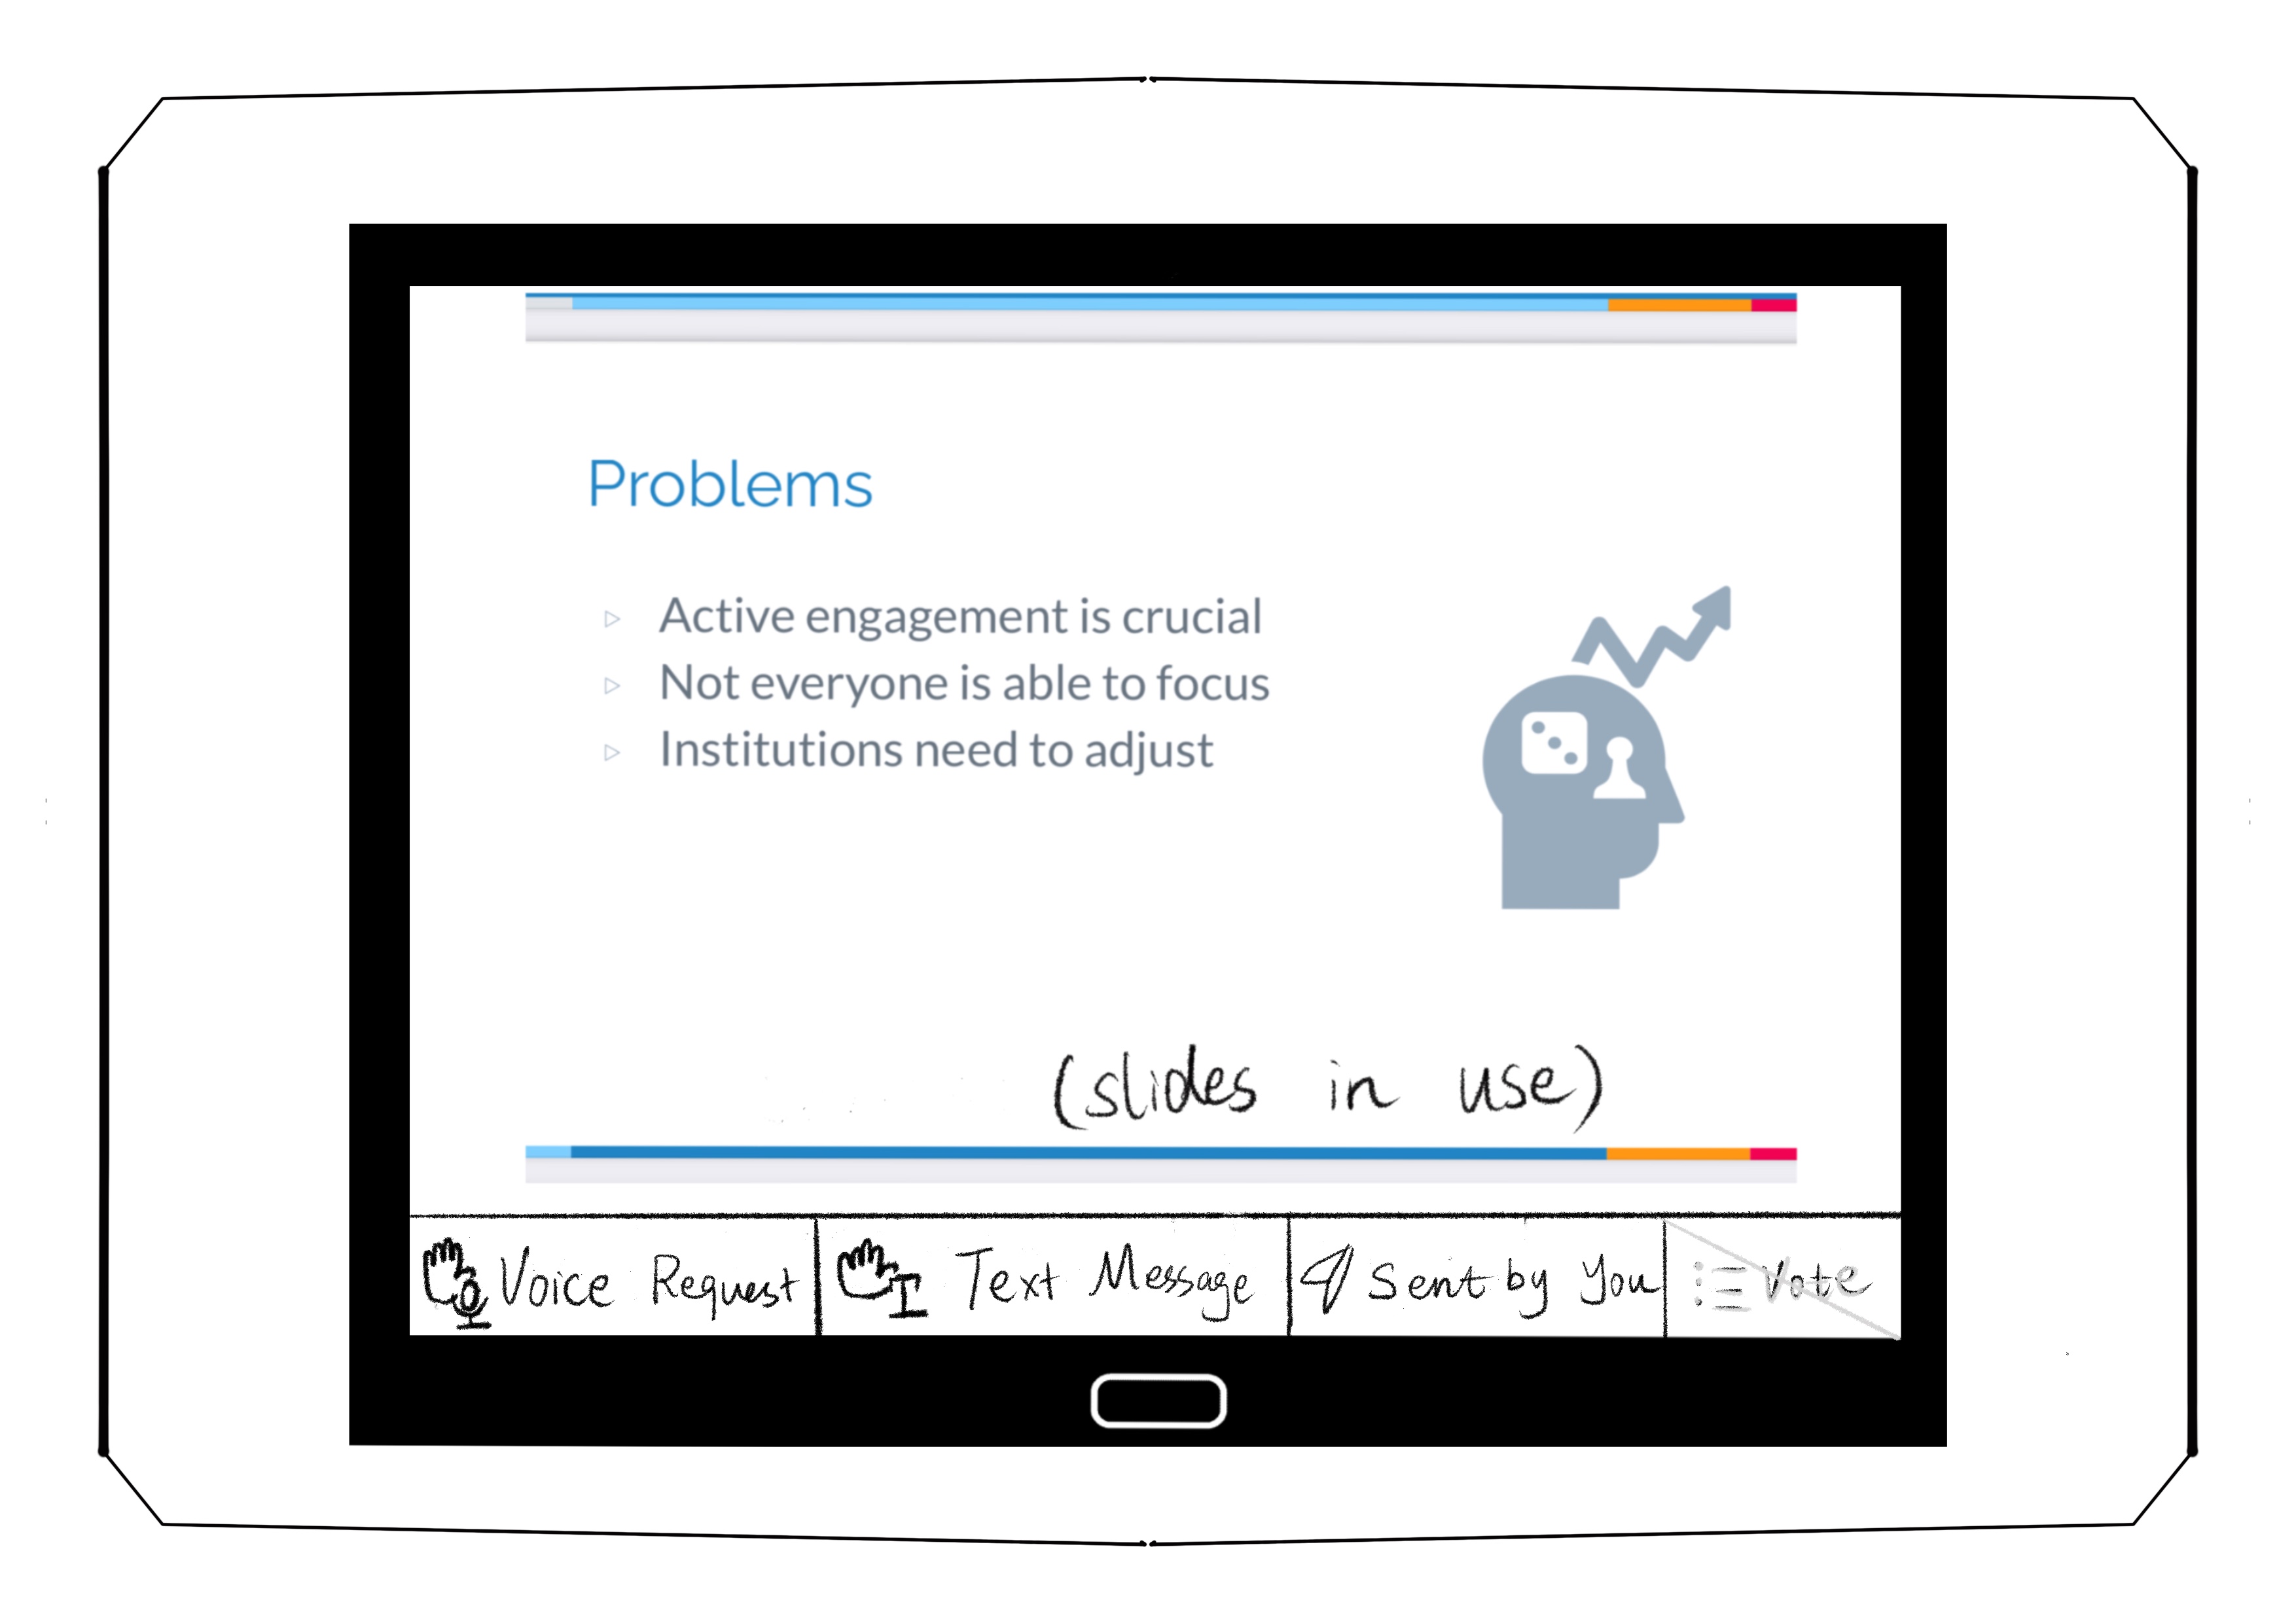 Problems
Active engagement is crucial
Not everyone is able to focus
Institutions need to adjust
(slides in use)
Voice Request
Text Message
Sent by You
Vote